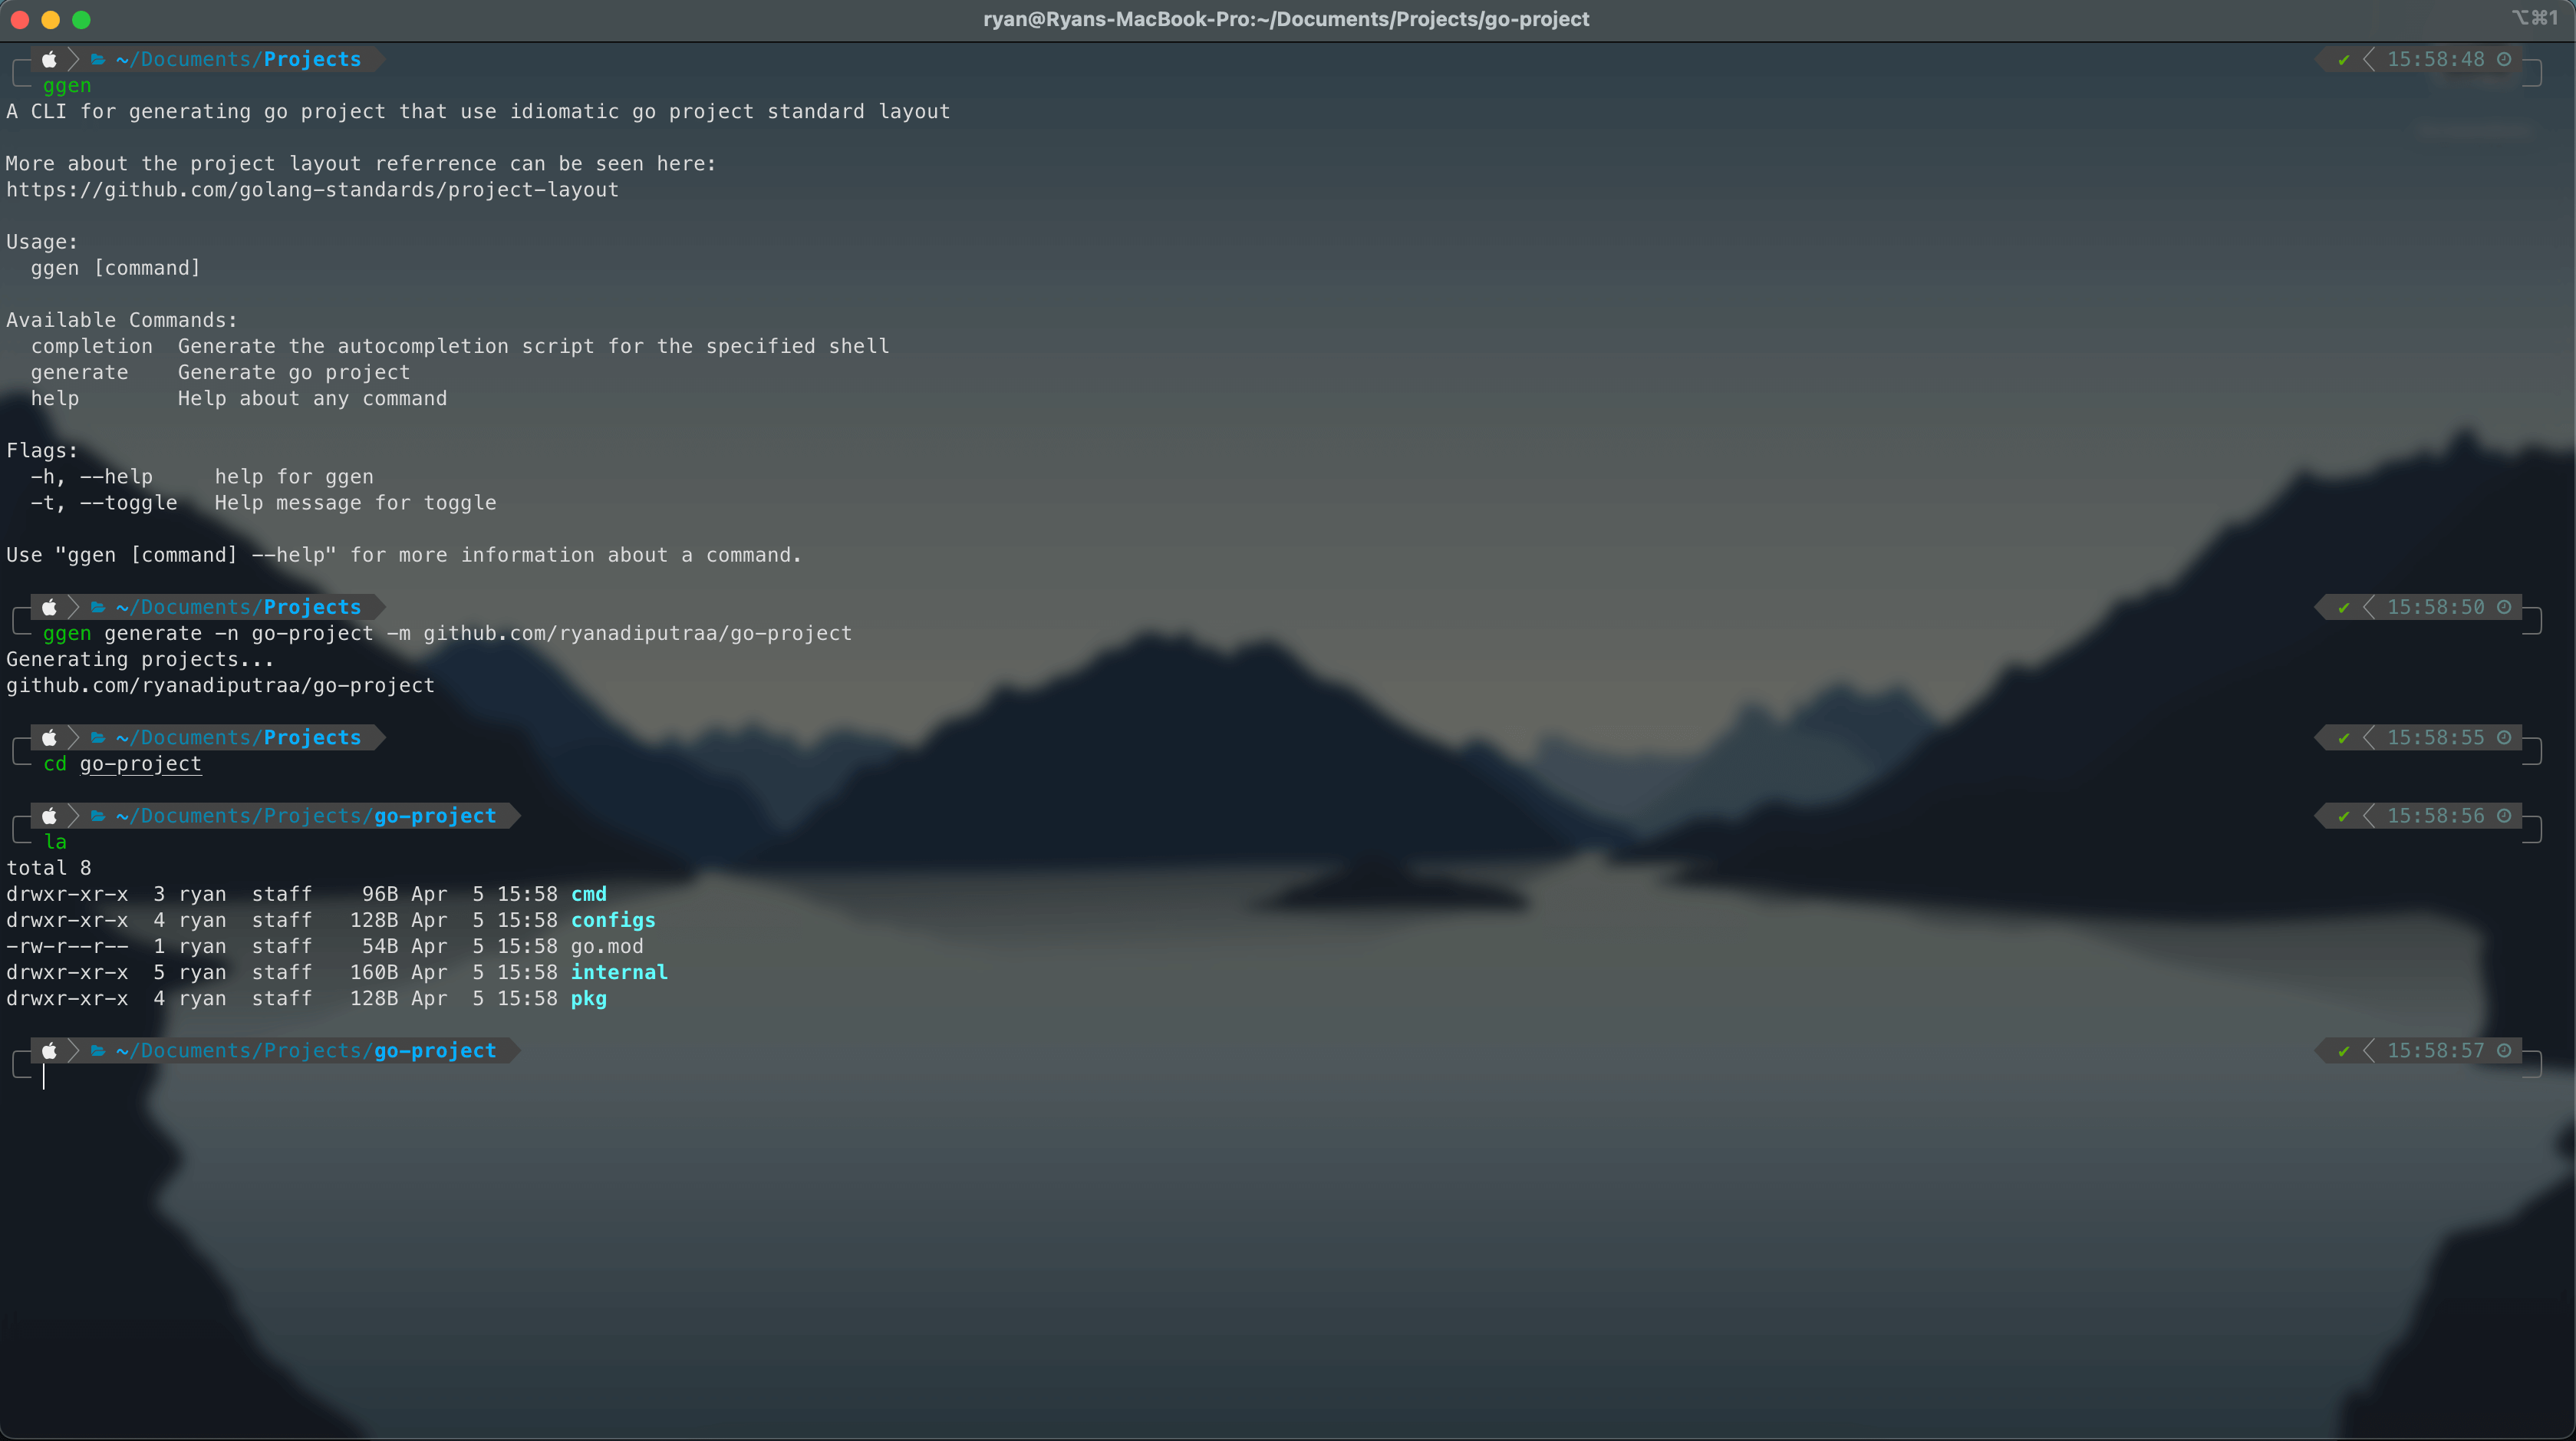 ryan@Ryans-MacBook-Pro:~/Documents/Projects/go-project ⌥⌘1
~/Documents/Projects ✔ 15:58:48
ggen
A CLI for generating go project that use idiomatic go project standard layout
More about the project layout referrence can be seen here:
https://github.com/golang-standards/project-layout
Usage:
ggen [command]
Available Commands:
completion  Generate the autocompletion script for the specified shell
generate    Generate go project
help        Help about any command
Flags:
-h, --help     help for ggen
-t, --toggle   Help message for toggle
Use "ggen [command] --help" for more information about a command.
~/Documents/Projects ✔ 15:58:50
ggen generate -n go-project -m github.com/ryanadiputraa/go-project
Generating projects...
github.com/ryanadiputraa/go-project
~/Documents/Projects ✔ 15:58:55
cd go-project
~/Documents/Projects/go-project ✔ 15:58:56
la
total 8
drwxr-xr-x  3 ryan  staff    96B Apr  5 15:58 cmd
drwxr-xr-x  4 ryan  staff   128B Apr  5 15:58 configs
-rw-r--r--  1 ryan  staff    54B Apr  5 15:58 go.mod
drwxr-xr-x  5 ryan  staff   160B Apr  5 15:58 internal
drwxr-xr-x  4 ryan  staff   128B Apr  5 15:58 pkg
~/Documents/Projects/go-project ✔ 15:58:57